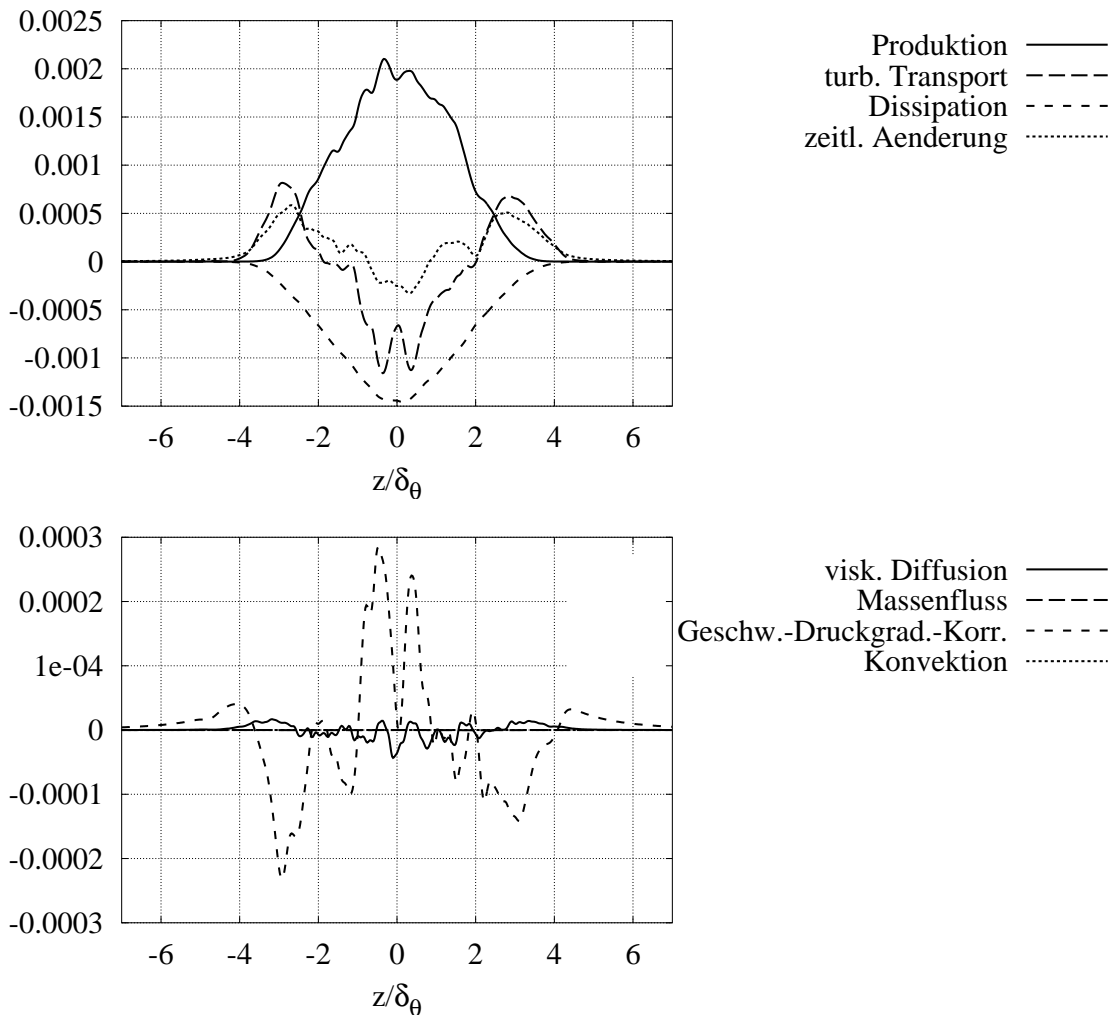 0.0025
0.002
0.0015
0.001
0.0005
0
-0.0005
-0.001
-0.0015
-6 -4 -2 0 2 4 6
z/δθ
Produktion
turb. Transport
Dissipation
zeitl. Aenderung
0.0003
0.0002
1e-04
0
-0.0001
-0.0002
-0.0003
-6 -4 -2 0 2 4 6
z/δθ
visk. Diffusion
Massenfluss
Geschw.-Druckgrad.-Korr.
Konvektion